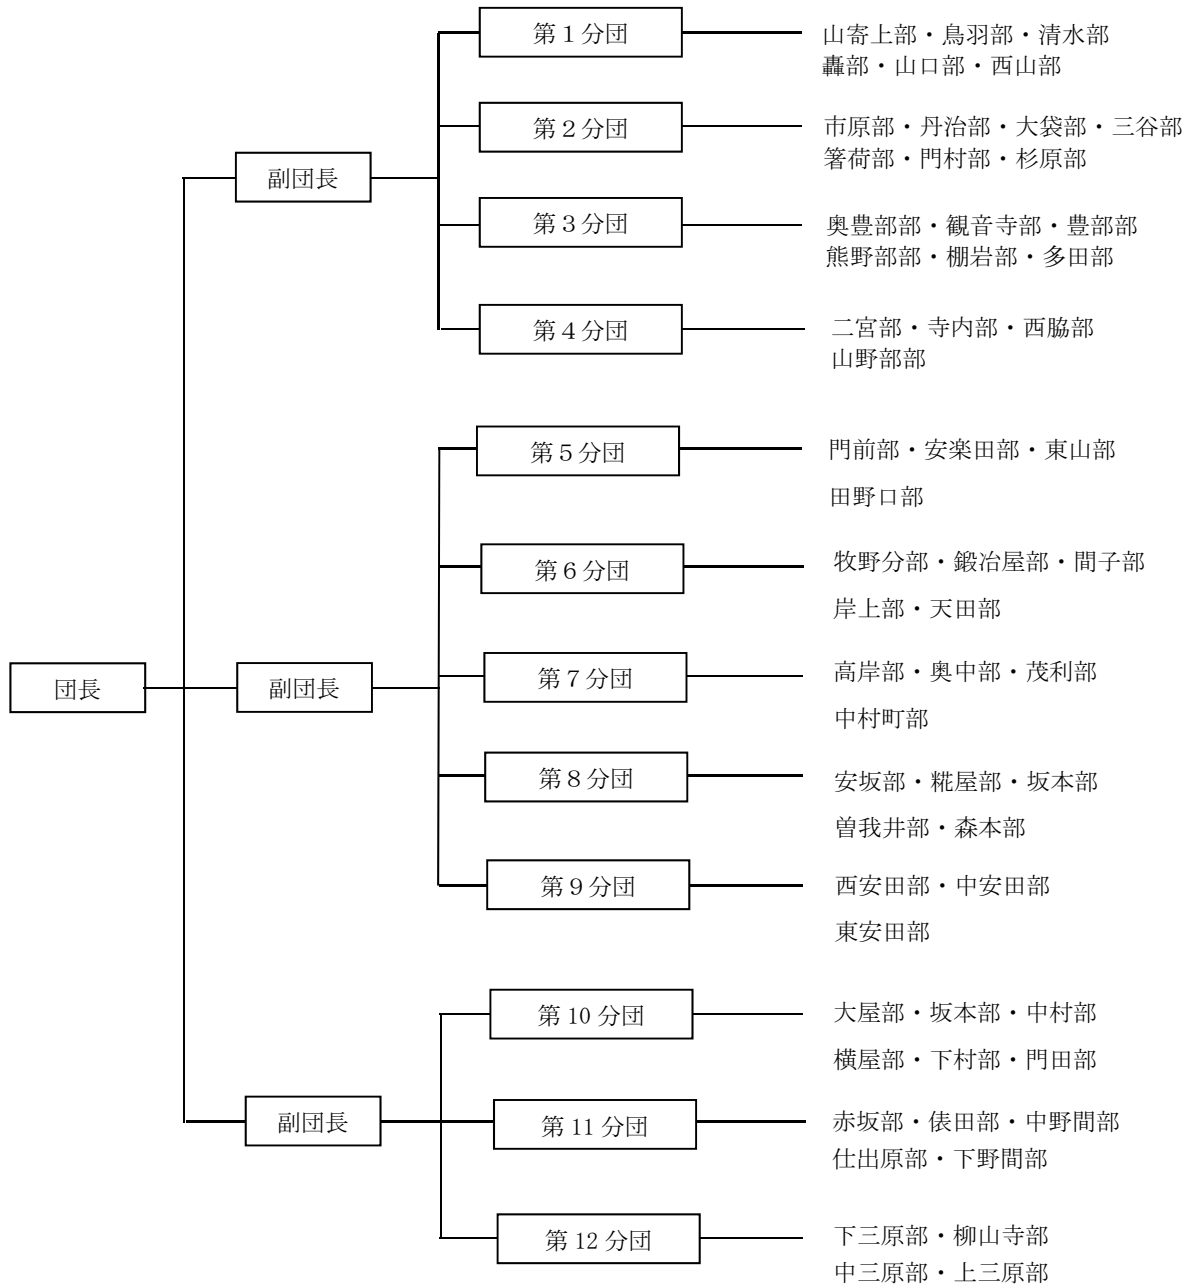 団長
副団長
第１分団
山寄上部・鳥羽部・清水部
轟部・山口部・西山部
第２分団
市原部・丹治部・大袋部・三谷部
箸荷部・門村部・杉原部
第３分団
奥豊部部・観音寺部・豊部部
熊野部部・棚岩部・多田部
第４分団
二宮部・寺内部・西脇部
山野部部
副団長
第５分団
門前部・安楽田部・東山部
田野口部
第６分団
牧野分部・鍛冶屋部・間子部
岸上部・天田部
第７分団
高岸部・奥中部・茂利部
中村町部
第８分団
安坂部・糀屋部・坂本部
曽我井部・森本部
第９分団
西安田部・中安田部
東安田部
副団長
第 10 分団
大屋部・坂本部・中村部
横屋部・下村部・門田部
第 11 分団
赤坂部・俵田部・中野間部
仕出原部・下野間部
第 12 分団
下三原部・柳山寺部
中三原部・上三原部